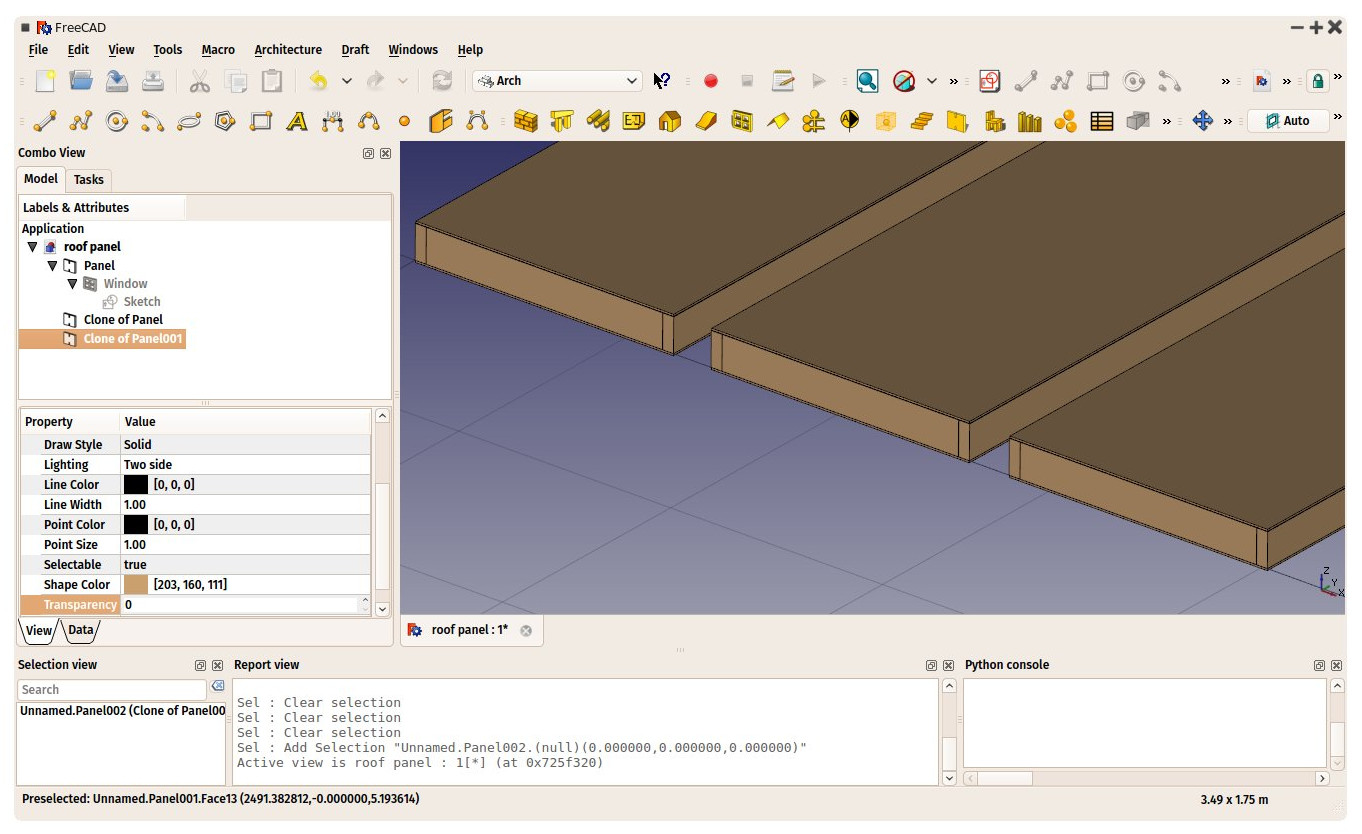 FreeCAD
File Edit View Tools Macro Architecture Draft Windows Help
Arch
Auto
Combo View
Model Tasks
Labels & Attributes
Application
roof panel
Panel
Window
Sketch
Clone of Panel
Clone of Panel001
Property Value
Draw Style Solid
Lighting Two side
Line Color [0, 0, 0]
Line Width 1.00
Point Color [0, 0, 0]
Point Size 1.00
Selectable true
Shape Color [203, 160, 111]
Transparency 0
View Data
Z
Y
X
roof panel : 1*
Selection view
Search
Unnamed.Panel002 (Clone of Panel00
Report view
Sel : Clear selection
Sel : Clear selection
Sel : Clear selection
Sel : Add Selection "Unnamed.Panel002.(null)(0.000000,0.000000,0.000000)"
Active view is roof panel : 1[*] (at 0x725f320)
Python console
Preselected: Unnamed.Panel001.Face13 (2491.382812,-0.000000,5.193614)
3.49 x 1.75 m